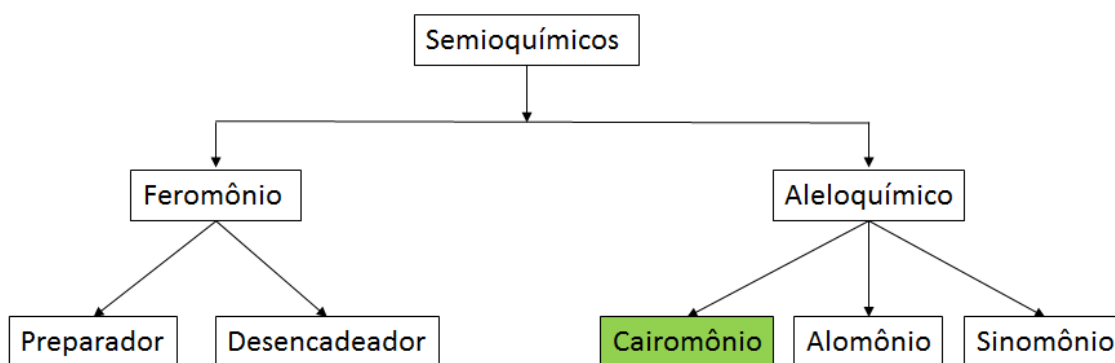 Semioquímicos
Feromônio
Aleloquímico
Preparador
Desencadeador
Cairomônio
Alomônio
Sinomônio